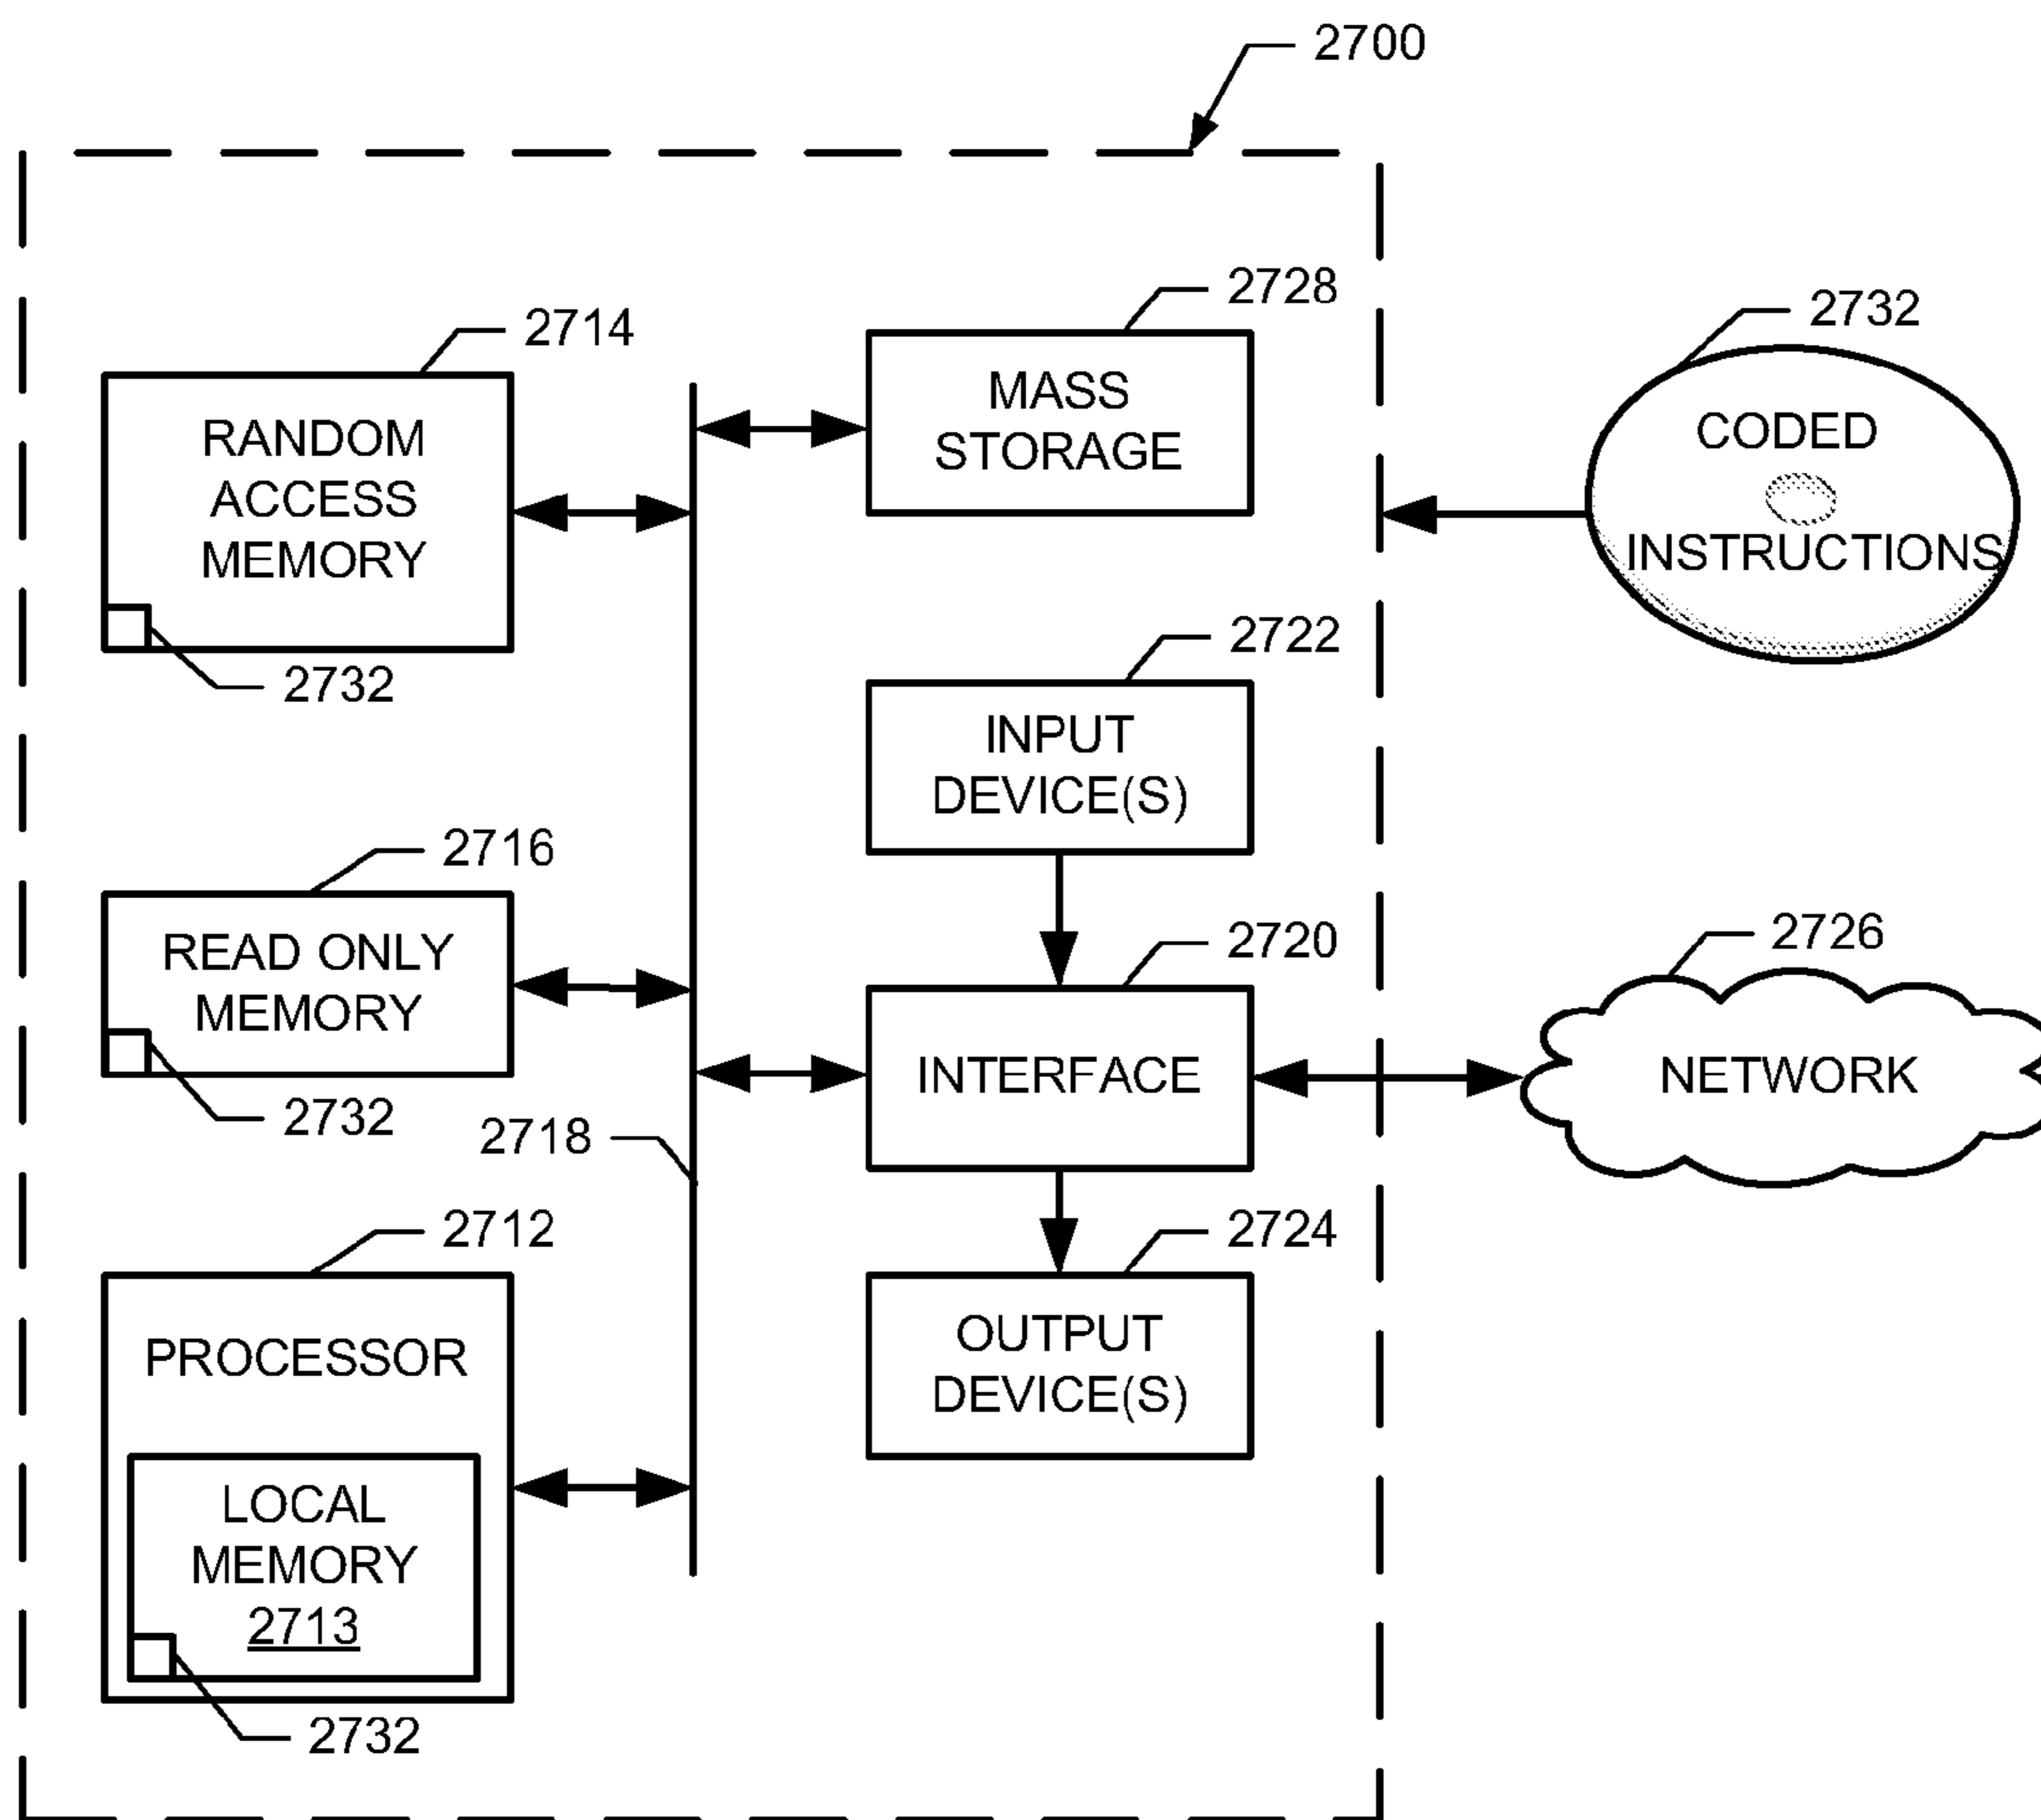 2700
2728
2732
2714
MASS
STORAGE
RANDOM
ACCESS
MEMORY
CODED
INSTRUCTIONS
2732
2722
INPUT
DEVICE(S)
2716
READ ONLY
MEMORY
2732
2720
2726
INTERFACE
NETWORK
2718
2712
2724
PROCESSOR
OUTPUT
DEVICE(S)
LOCAL
MEMORY
2713
2732